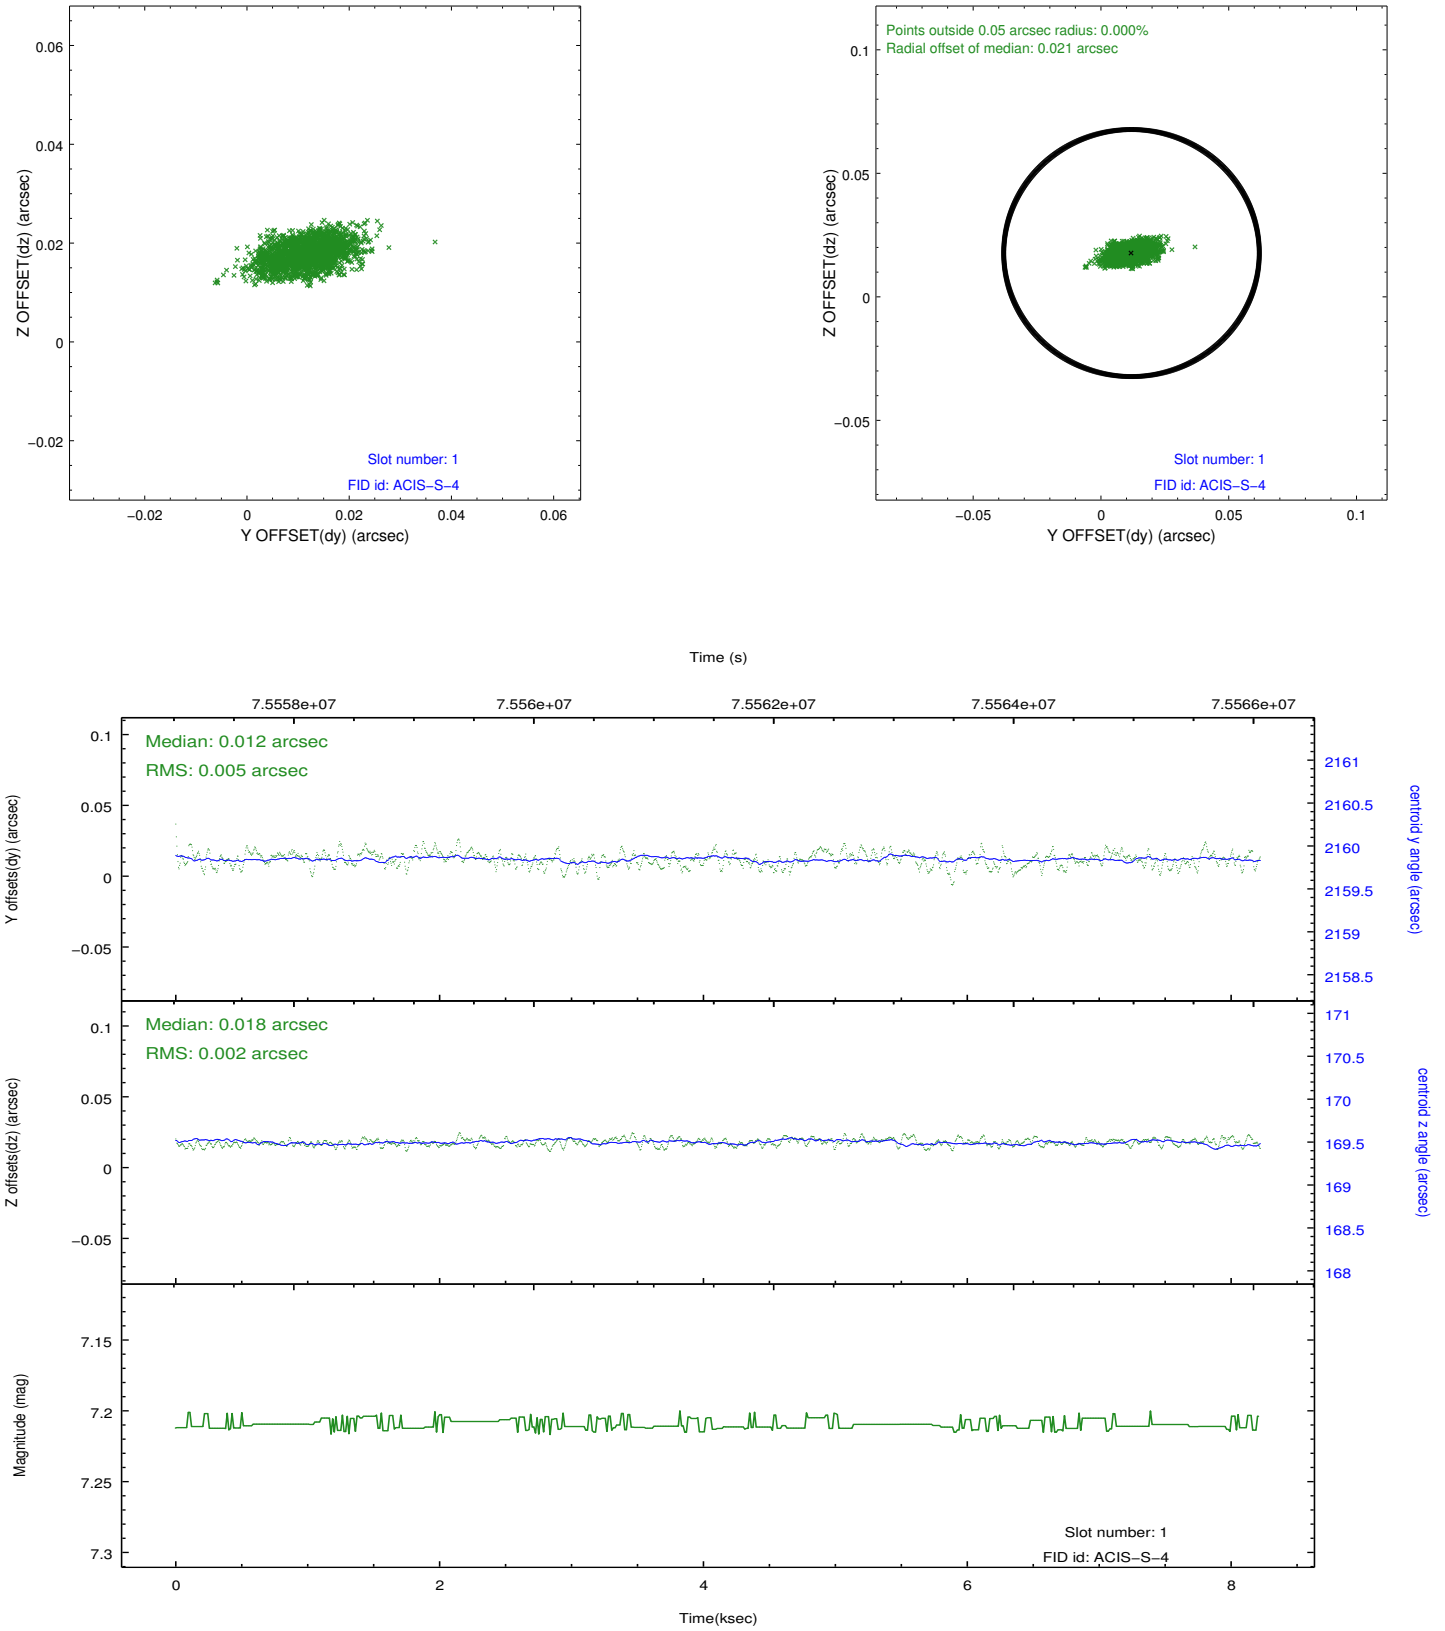 0.06
0.04
0.02
0
−0.02
Z OFFSET(dz) (arcsec)
Slot number: 1
FID id: ACIS−S−4
−0.02 0 0.02 0.04 0.06
Y OFFSET(dy) (arcsec)
Points outside 0.05 arcsec radius: 0.000%
Radial offset of median: 0.021 arcsec
0.1
0.05
0
−0.05
Z OFFSET(dz) (arcsec)
Slot number: 1
FID id: ACIS−S−4
−0.05 0 0.05 0.1
Y OFFSET(dy) (arcsec)
Time (s)
7.5558e+07 7.556e+07 7.5562e+07 7.5564e+07 7.5566e+07
Median: 0.012 arcsec
RMS: 0.005 arcsec
0.1
0.05
0
−0.05
Y offsets(dy) (arcsec)
2161
2160.5
2160
2159.5
2159
2158.5
centroid y angle (arcsec)
Median: 0.018 arcsec
RMS: 0.002 arcsec
0.1
0.05
0
−0.05
Z offsets(dz) (arcsec)
171
170.5
170
169.5
169
168.5
168
centroid z angle (arcsec)
7.15
7.2
7.25
7.3
Magnitude (mag)
Slot number: 1
FID id: ACIS−S−4
0 2 4 6 8
Time(ksec)